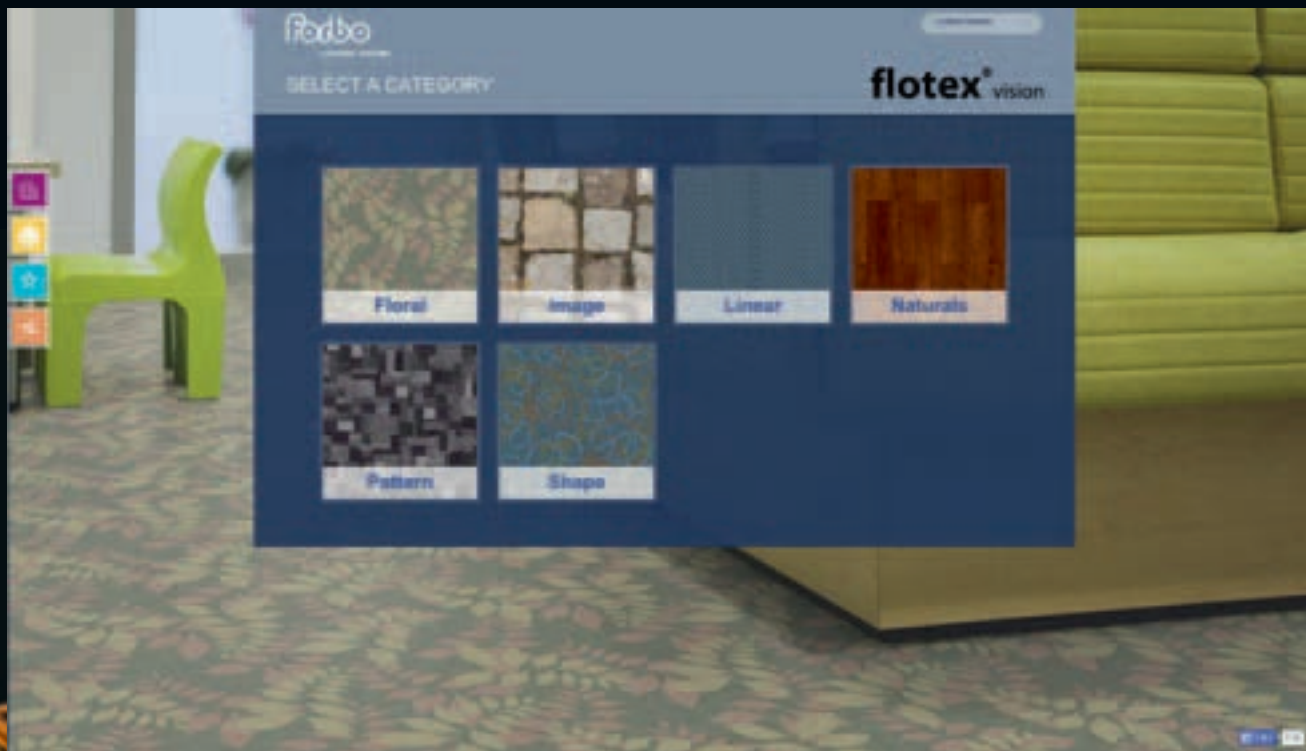 Forbo
SELECT A CATEGORY
flotex® vision
Floral
Image
Linear
Naturals
Pattern
Shape